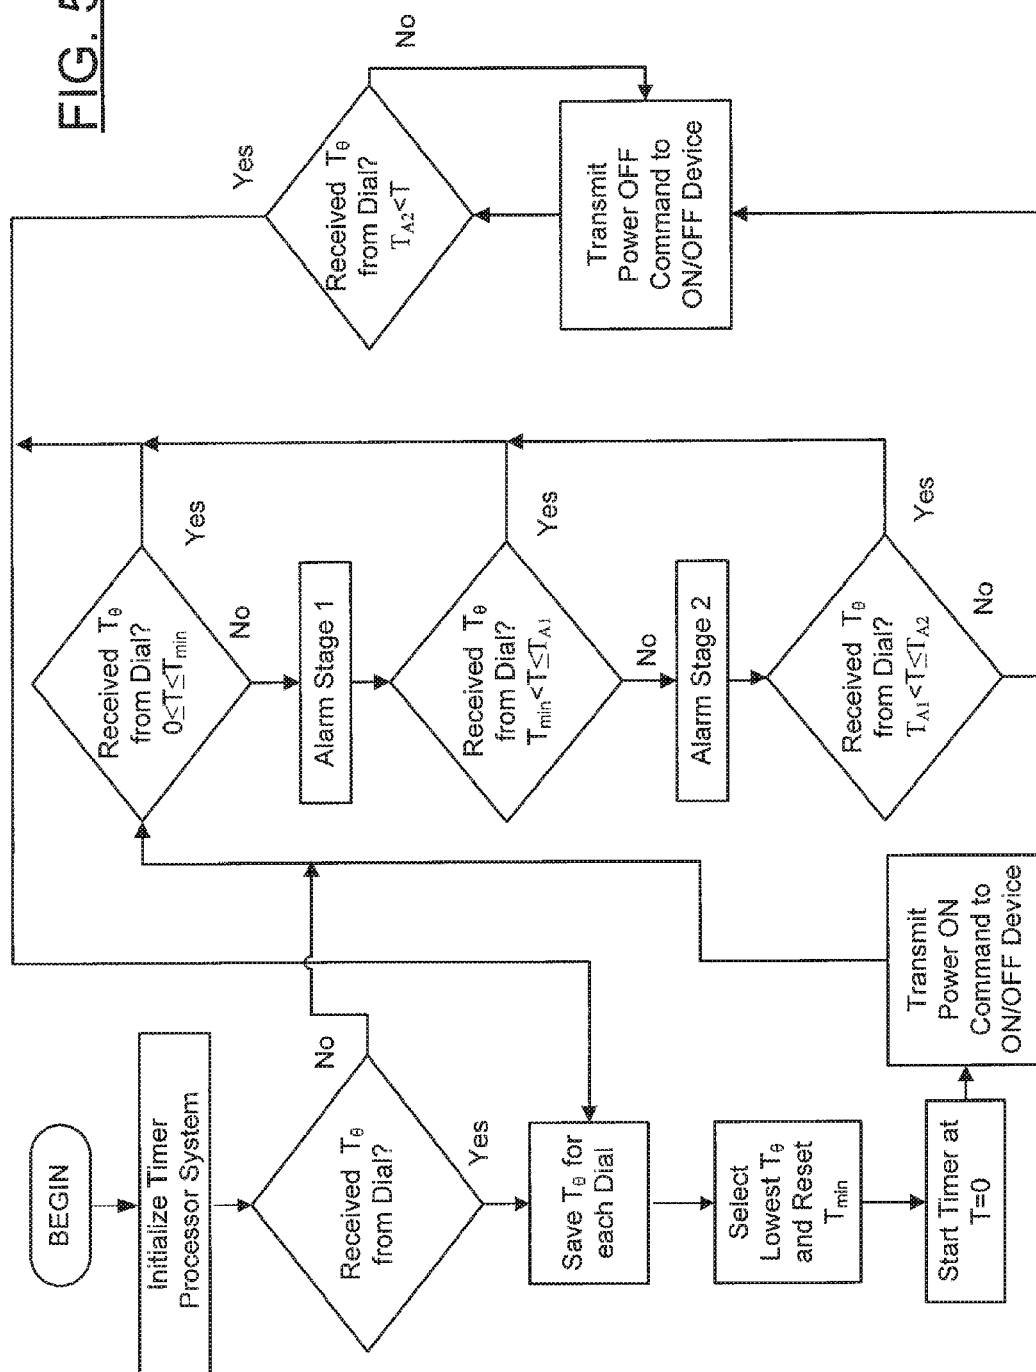 FIG. 5
BEGIN
Initialize Timer
Processor System
Received Tθ
from Dial?
No
Yes
Save Tθ for
each Dial
Select
Lowest Tθ
and Reset
Tmin
Start Timer at
T=0
Transmit
Power ON
Command to
ON/OFF Device
Received Tθ
from Dial?
0≤T≤Tmin
Yes
No
Alarm Stage 1
Received Tθ
from Dial?
Tmin<T≤TA1
Yes
No
Alarm Stage 2
Received Tθ
from Dial?
TA1<T≤TA2
Yes
No
Transmit
Power OFF
Command to
ON/OFF Device
Received Tθ
from Dial?
TA2<T
Yes
No